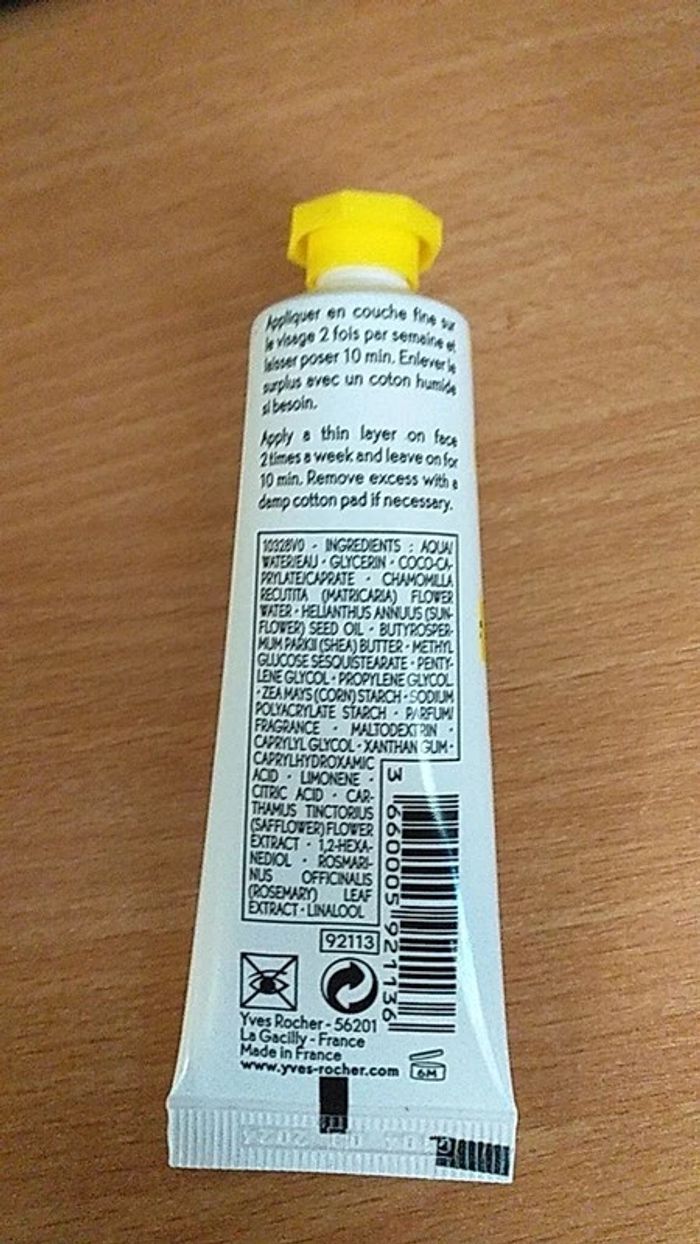 Appliquer en couche fine sur
le visage 2 fois par semaine et
laisser poser 10 min. Enlever le
surplus avec un coton humide
si besoin.
Apply a thin layer on face
2 times a week and leave on for
10 min. Remove excess with a
damp cotton pad if necessary.
10328V0 • INGREDIENTS : AQUA/
WATER/EAU • GLYCERIN • COCO-CA-
PRYLATE/CAPRATE • CHAMOMILLA
RECUTITA (MATRICARIA) FLOWER
WATER • HELIANTHUS ANNUUS (SUN-
FLOWER) SEED OIL • BUTYROSPER-
MUM PARKII (SHEA) BUTTER • METHYL
GLUCOSE SESQUISTEARATE • PENTY-
LENE GLYCOL • PROPYLENE GLYCOL
• ZEA MAYS (CORN) STARCH • SODIUM
POLYACRYLATE STARCH • PARFUM/
FRAGRANCE • MALTODEXTRIN •
CAPRYLYL GLYCOL • XANTHAN GUM •
CAPRYLHYDROXAMIC
ACID • LIMONENE •
CITRIC ACID • CAR-
THAMUS TINCTORIUS
(SAFFLOWER) FLOWER
EXTRACT • 1,2-HEXA-
NEDIOL • ROSMARI-
NUS OFFICINALIS
(ROSEMARY) LEAF
EXTRACT • LINALOOL
3 660005 921136
92113
Yves Rocher - 56201
La Gacilly - France
Made in France
www.yves-rocher.com
6M